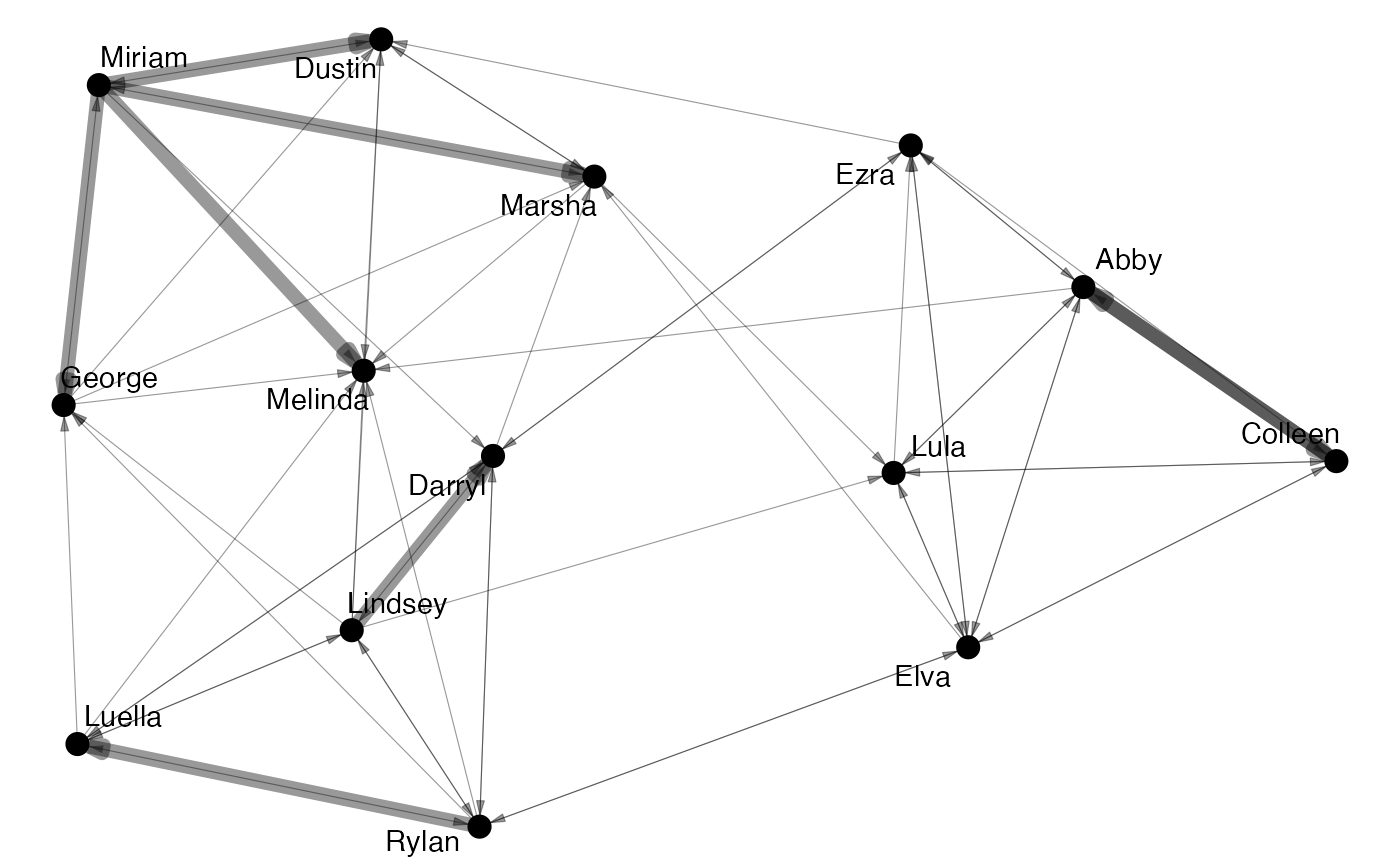 Miriam
Dustin
Ezra
Marsha
Abby
George
Melinda
Colleen
Lula
Darryl
Lindsey
Elva
Luella
Rylan